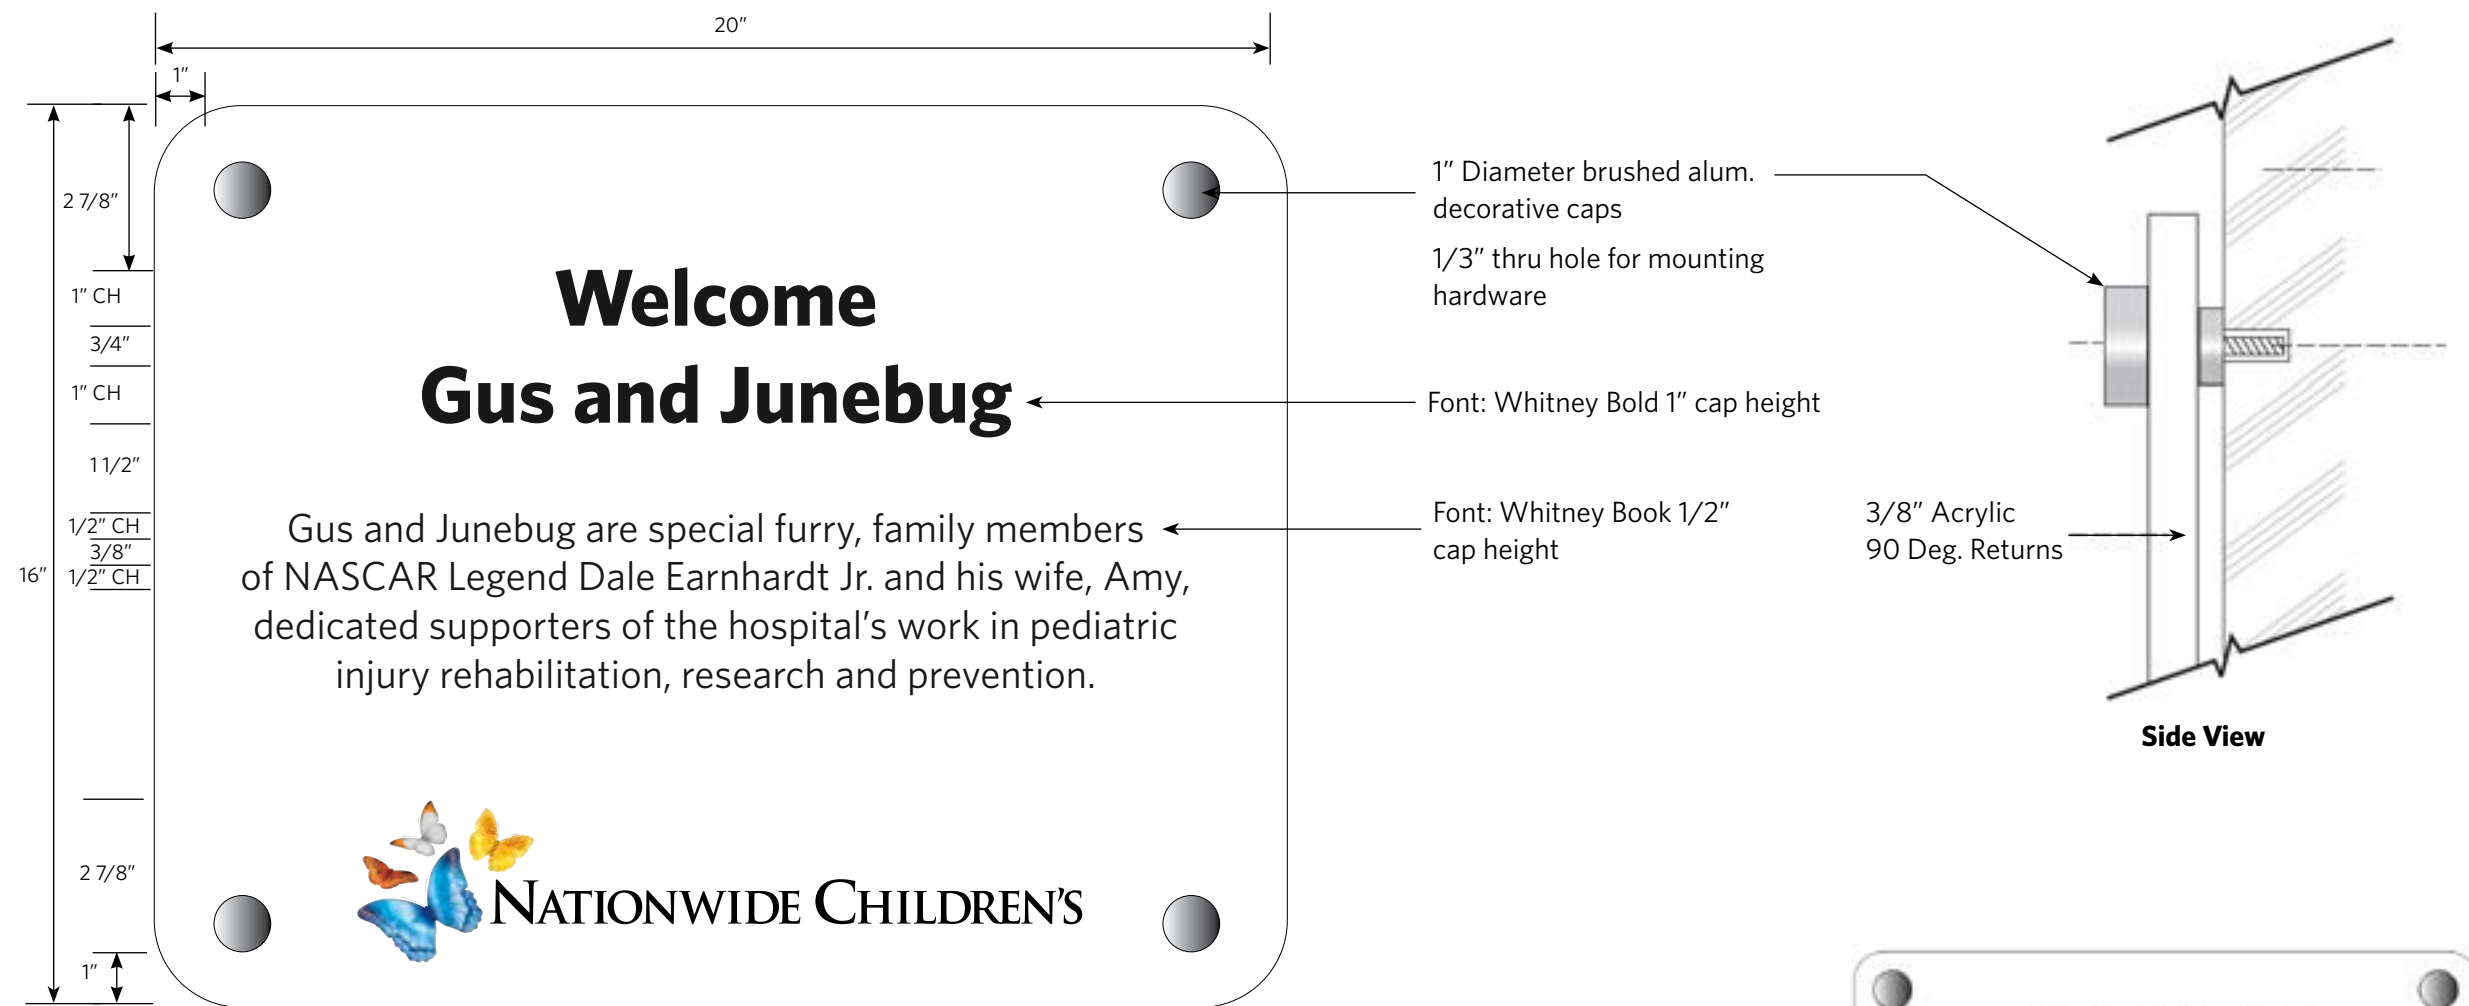 20”
1”
2 7/8”
1” CH
3/4”
1” CH
1 1/2”
1/2” CH
3/8”
1/2” CH
16”
2 7/8”
1”
Welcome
Gus and Junebug
Gus and Junebug are special furry, family members
of NASCAR Legend Dale Earnhardt Jr. and his wife, Amy,
dedicated supporters of the hospital’s work in pediatric
injury rehabilitation, research and prevention.
NATIONWIDE CHILDREN’S
1” Diameter brushed alum.
decorative caps
1/3” thru hole for mounting
hardware
Font: Whitney Bold 1” cap height
Font: Whitney Book 1/2”
cap height
3/8” Acrylic
90 Deg. Returns
Side View